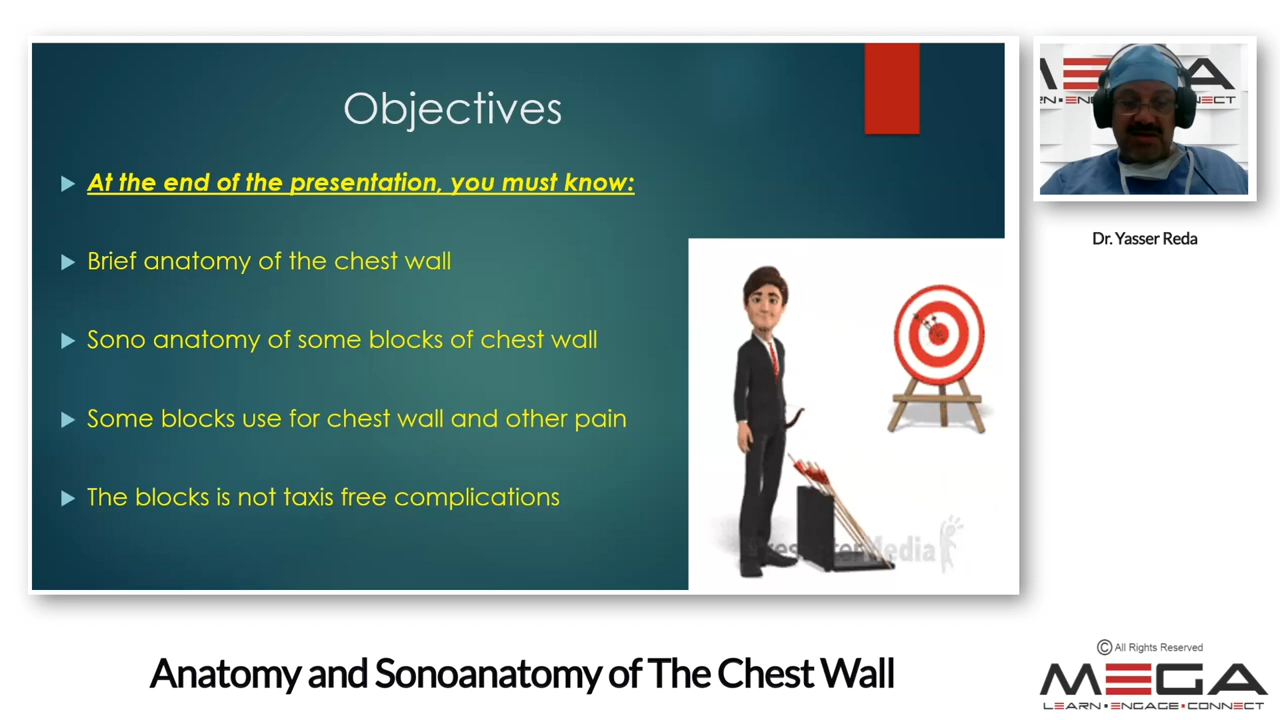 Objectives
At the end of the presentation, you must know:
Brief anatomy of the chest wall
Sono anatomy of some blocks of chest wall
Some blocks use for chest wall and other pain
The blocks is not taxis free complications
Dr. Yasser Reda
Anatomy and Sonoanatomy of The Chest Wall
© All Rights Reserved
MEGA
LEARN•ENGAGE•CONNECT